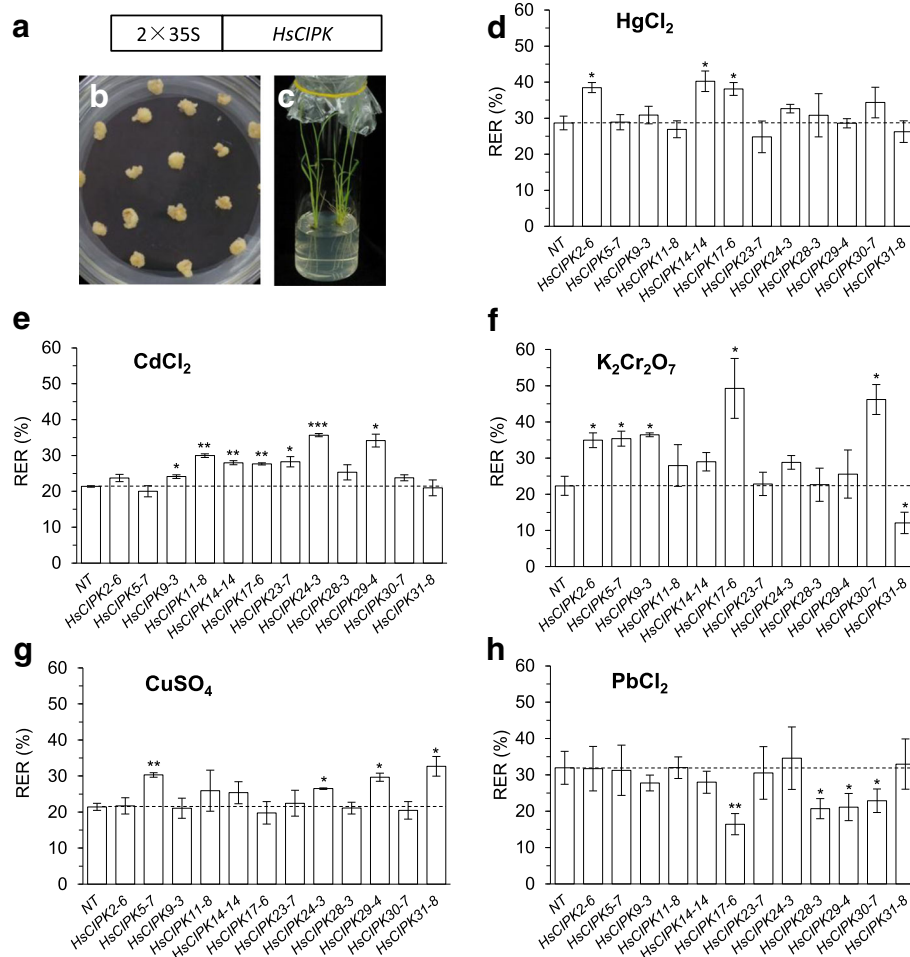 a
2×35S HsCIPK
b
c
d
HgCl2
RER (%)
60
50
40
30
20
10
0
* * *
NT HsCIPK2-6 HsCIPK5-7 HsCIPK9-3 HsCIPK11-8 HsCIPK14-14 HsCIPK17-6 HsCIPK23-7 HsCIPK24-3 HsCIPK28-3 HsCIPK29-4 HsCIPK30-7 HsCIPK31-8
e
CdCl2
RER (%)
60
50
40
30
20
10
0
* ** ** ** * *** *
NT HsCIPK2-6 HsCIPK5-7 HsCIPK9-3 HsCIPK11-8 HsCIPK14-14 HsCIPK17-6 HsCIPK23-7 HsCIPK24-3 HsCIPK28-3 HsCIPK29-4 HsCIPK30-7 HsCIPK31-8
f
K2Cr2O7
RER (%)
60
50
40
30
20
10
0
* * * * * *
NT HsCIPK2-6 HsCIPK5-7 HsCIPK9-3 HsCIPK11-8 HsCIPK14-14 HsCIPK17-6 HsCIPK23-7 HsCIPK24-3 HsCIPK28-3 HsCIPK29-4 HsCIPK30-7 HsCIPK31-8
g
CuSO4
RER (%)
60
50
40
30
20
10
0
** * * *
NT HsCIPK2-6 HsCIPK5-7 HsCIPK9-3 HsCIPK11-8 HsCIPK14-14 HsCIPK17-6 HsCIPK23-7 HsCIPK24-3 HsCIPK28-3 HsCIPK29-4 HsCIPK30-7 HsCIPK31-8
h
PbCl2
RER (%)
60
50
40
30
20
10
0
** * * *
NT HsCIPK2-6 HsCIPK5-7 HsCIPK9-3 HsCIPK11-8 HsCIPK14-14 HsCIPK17-6 HsCIPK23-7 HsCIPK24-3 HsCIPK28-3 HsCIPK29-4 HsCIPK30-7 HsCIPK31-8